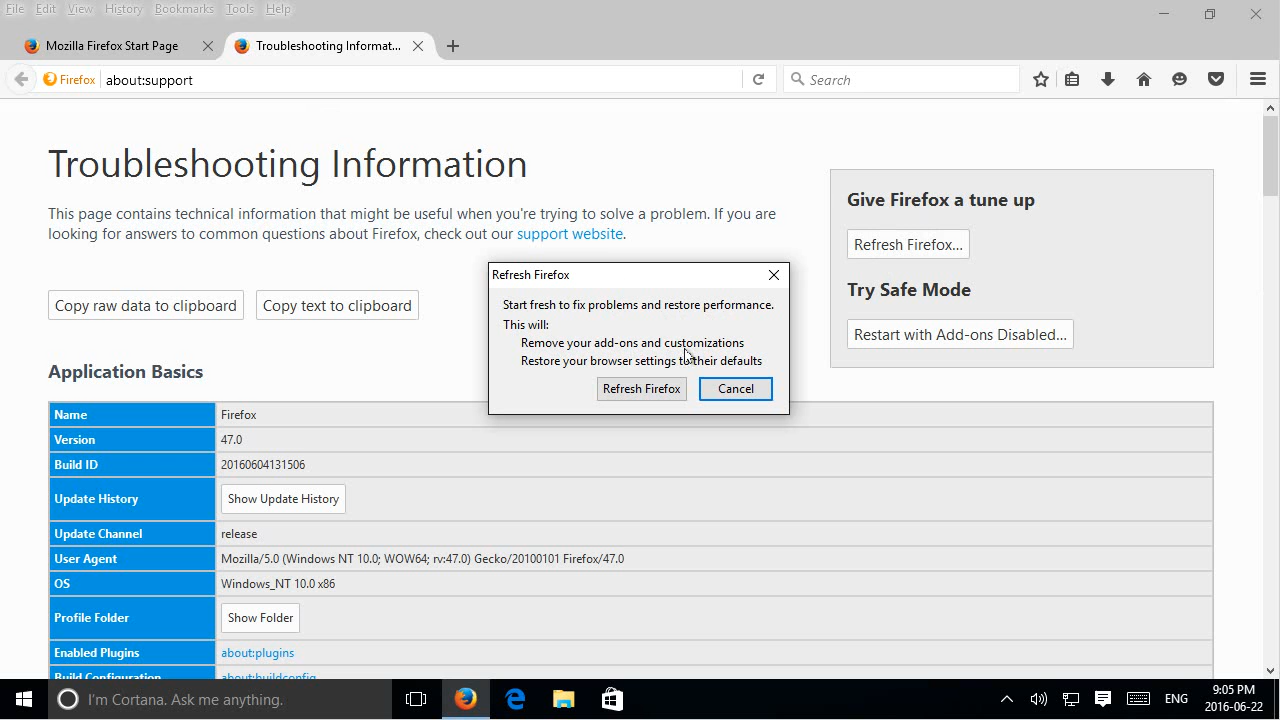 File Edit View History Bookmarks Tools Help
Mozilla Firefox Start Page
Troubleshooting Informat...
Firefox about:support
Search
Troubleshooting Information
This page contains technical information that might be useful when you're trying to solve a problem. If you are
looking for answers to common questions about Firefox, check out our support website.
Give Firefox a tune up
Refresh Firefox...
Try Safe Mode
Restart with Add-ons Disabled...
Copy raw data to clipboard
Copy text to clipboard
Refresh Firefox
Start fresh to fix problems and restore performance.
This will:
Remove your add-ons and customizations
Restore your browser settings to their defaults
Refresh Firefox
Cancel
Application Basics
Name Firefox
Version 47.0
Build ID 20160604131506
Update History Show Update History
Update Channel release
User Agent Mozilla/5.0 (Windows NT 10.0; WOW64; rv:47.0) Gecko/20100101 Firefox/47.0
OS Windows_NT 10.0 x86
Profile Folder Show Folder
Enabled Plugins about:plugins
Build Configuration about:buildconfig
I'm Cortana. Ask me anything.
ENG
9:05 PM
2016-06-22